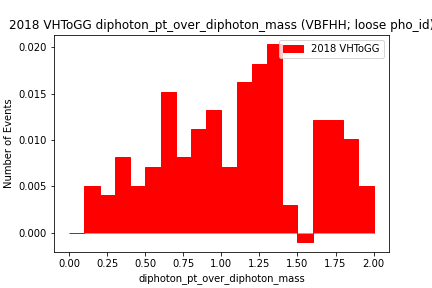 2018 VHToGG diphoton_pt_over_diphoton_mass (VBFHH; loose pho_id)
2018 VHToGG
Number of Events
0.020
0.015
0.010
0.005
0.000
0.00 0.25 0.50 0.75 1.00 1.25 1.50 1.75 2.00
diphoton_pt_over_diphoton_mass